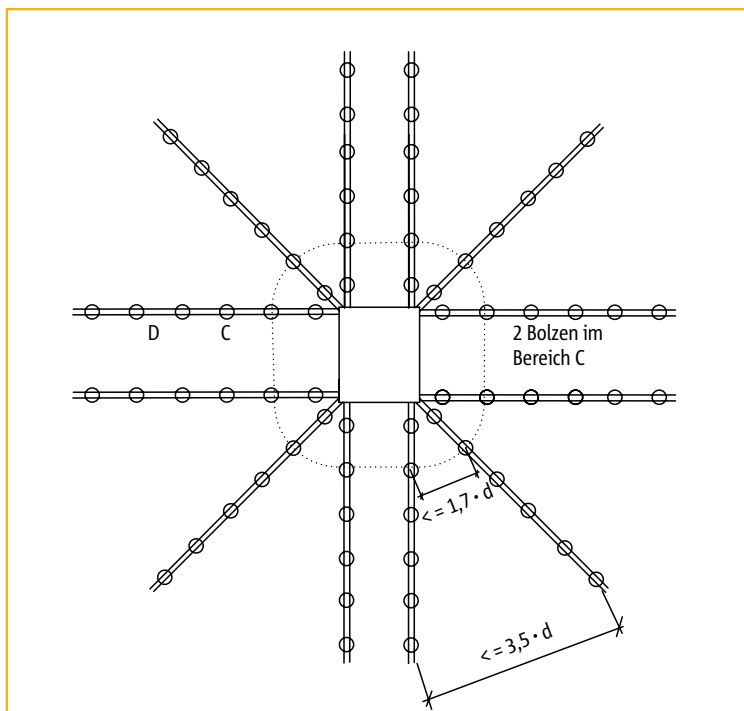 D
C
2 Bolzen im
Bereich C
<=1,7•d
<=3,5•d